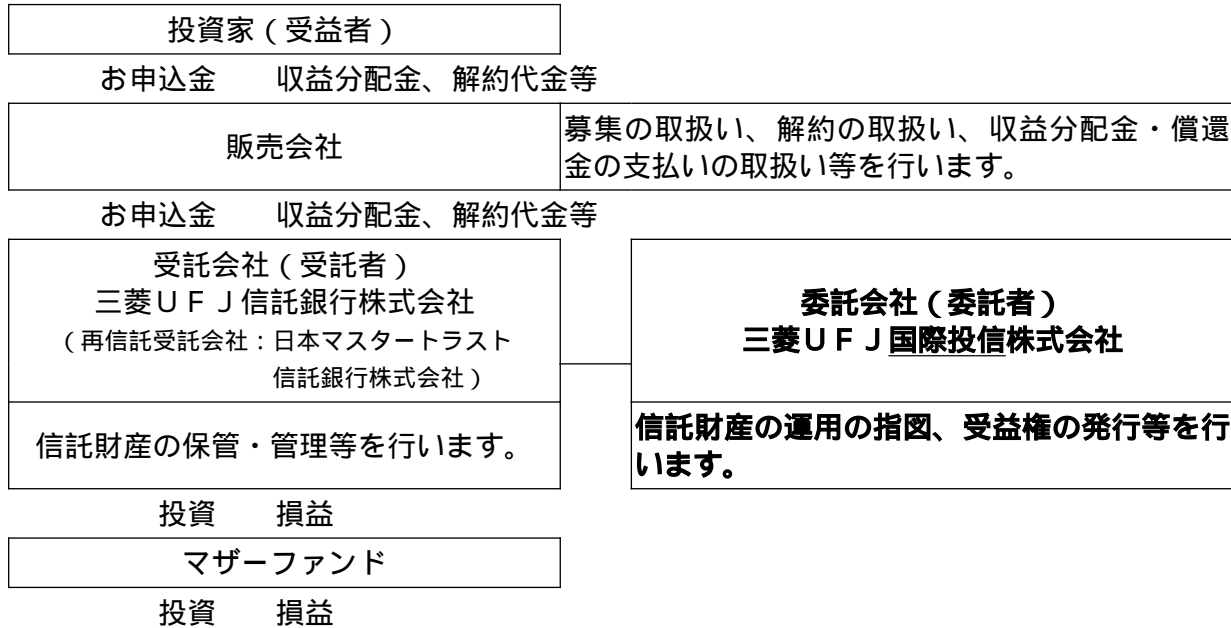 投資家(受益者)
お申込金　　収益分配金、解約代金等
販売会社
募集の取扱い、解約の取扱い、収益分配金・償還
金の支払いの取扱い等を行います。
お申込金　　収益分配金、解約代金等
受託会社(受託者)
三菱UFJ信託銀行株式会社
(再信託受託会社:日本マスタートラスト
信託銀行株式会社)
委託会社(委託者)
三菱UFJ国際投信株式会社
信託財産の保管・管理等を行います。
信託財産の運用の指図、受益権の発行等を行
います。
投資　　損益
マザーファンド
投資　　損益